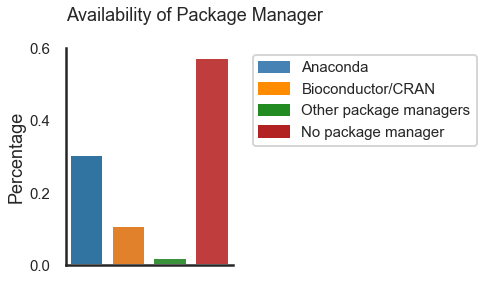 Availability of Package Manager
0.6
0.4
0.2
0.0
Percentage
Anaconda
Bioconductor/CRAN
Other package managers
No package manager